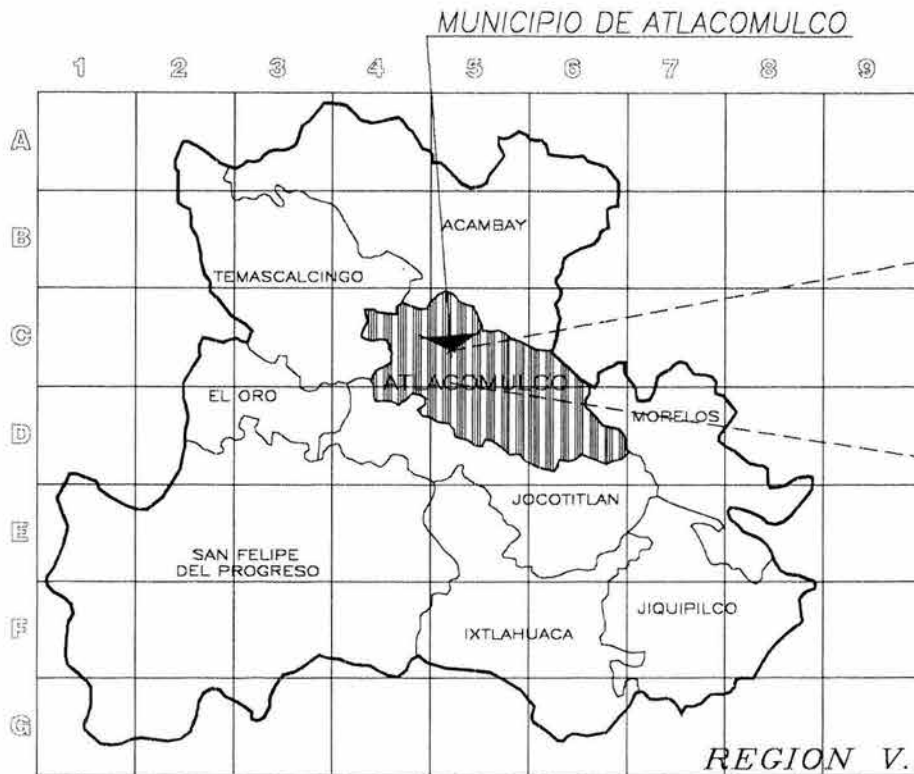 MUNICIPIO DE ATLACOMULCO
1 2 3 4 5 6 7 8 9
A
B
C
D
E
F
G
ACAMBAY
TEMASCALCINGO
ATLACOMULCO
EL ORO
MORELOS
JOCOTITLAN
SAN FELIPE
DEL PROGRESO
JIQUIPILCO
IXTLAHUACA
REGION V.